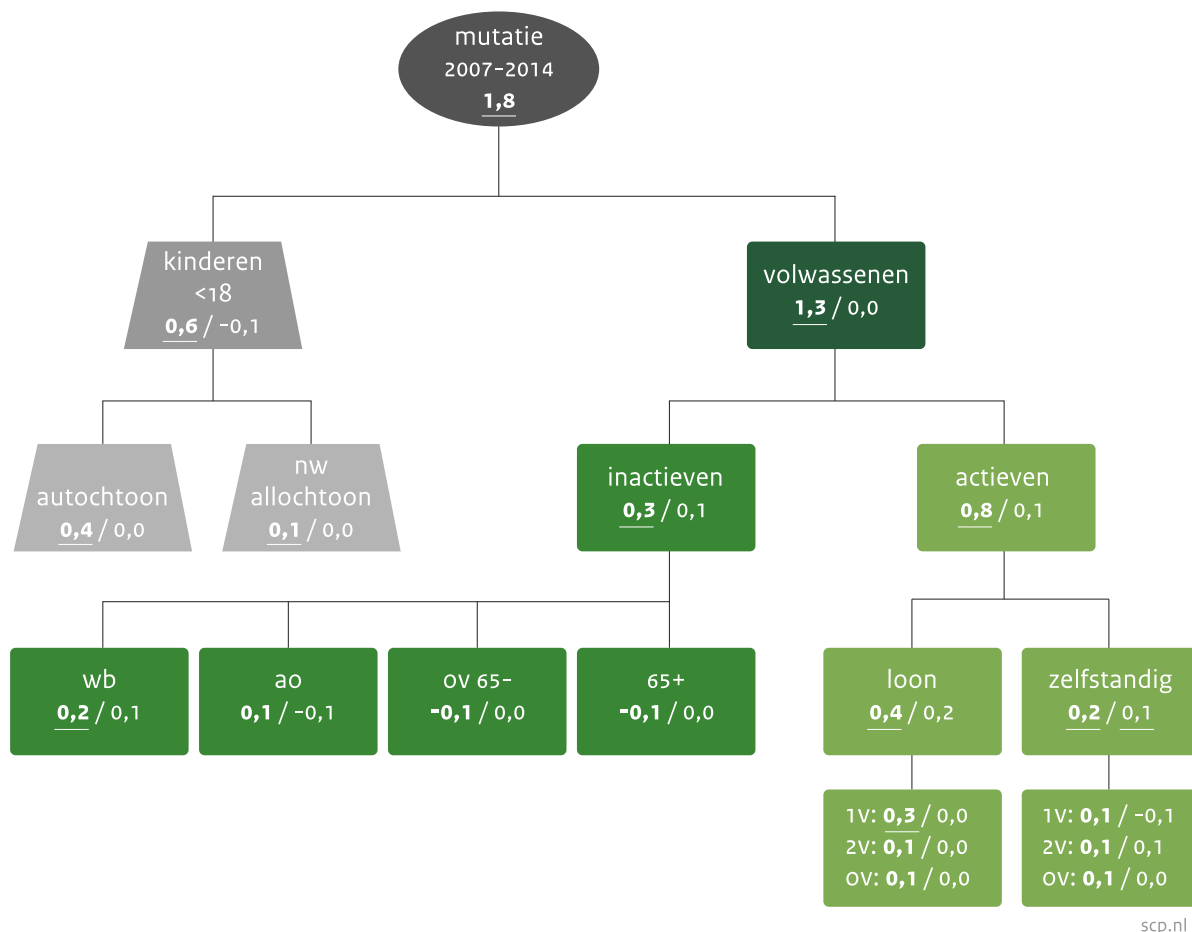 mutatie
2007-2014
1,8
kinderen
<18
0,6 / -0,1
volwassenen
1,3 / 0,0
autochtoon
0,4 / 0,0
nw
allochtoon
0,1 / 0,0
inactieven
0,3 / 0,1
actieven
0,8 / 0,1
wb
0,2 / 0,1
ao
0,1 / -0,1
ov 65-
-0,1 / 0,0
65+
-0,1 / 0,0
loon
0,4 / 0,2
zelfstandig
0,2 / 0,1
1V: 0,3 / 0,0
2V: 0,1 / 0,0
OV: 0,1 / 0,0
1V: 0,1 / -0,1
2V: 0,1 / 0,1
OV: 0,1 / 0,0
scp.nl